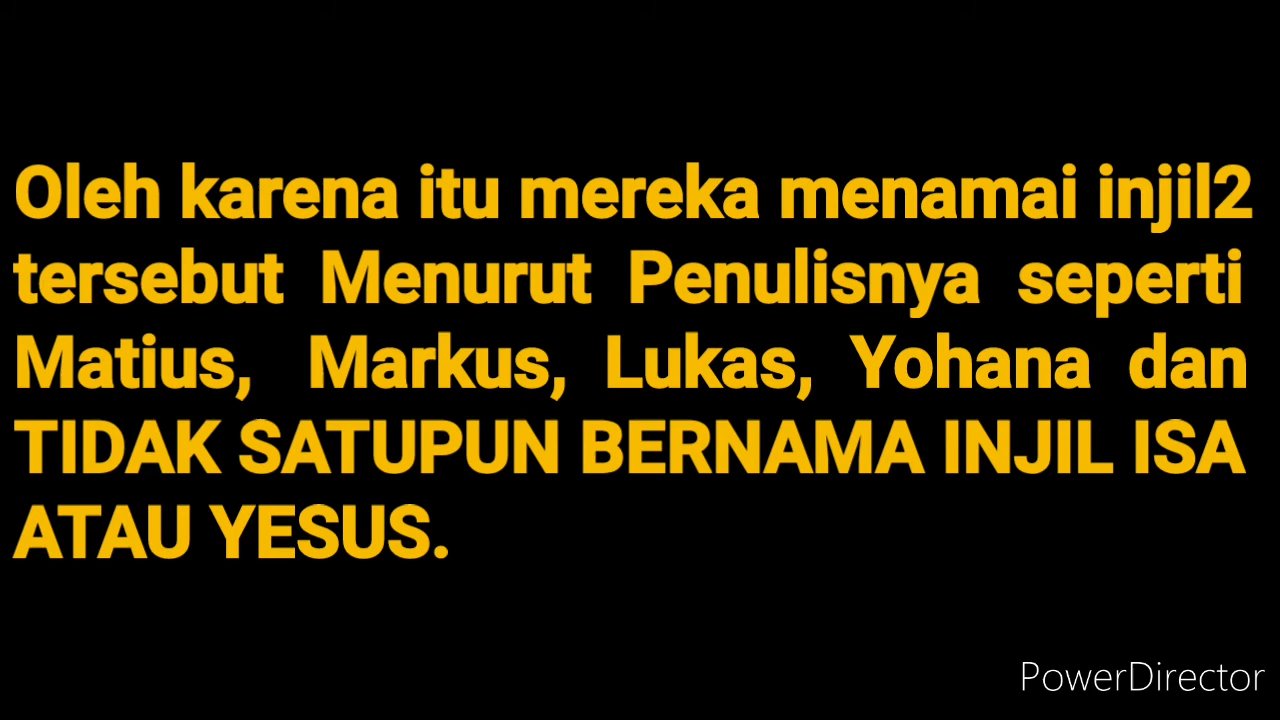 Oleh karena itu mereka menamai injil2
tersebut Menurut Penulisnya seperti
Matius, Markus, Lukas, Yohana dan
TIDAK SATUPUN BERNAMA INJIL ISA
ATAU YESUS.
PowerDirector